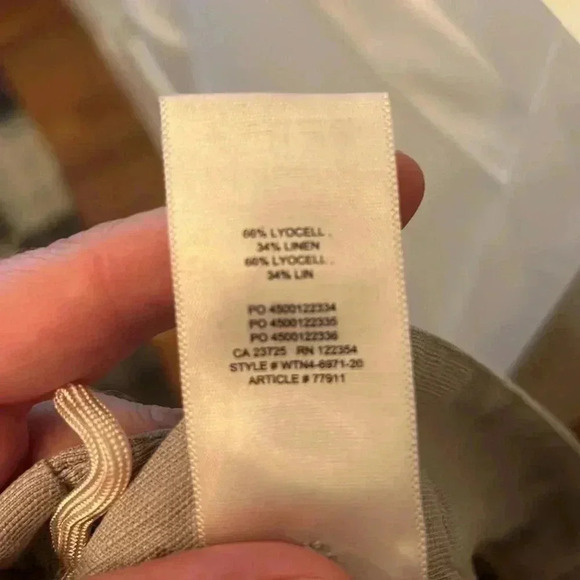 66% LYOCELL ,
34% LINEN
66% LYOCELL ,
34% LIN
PO 4500122334
PO 4500122335
PO 4500122336
CA 23725 RN 122354
STYLE # WTN4-6971-20
ARTICLE # 77911